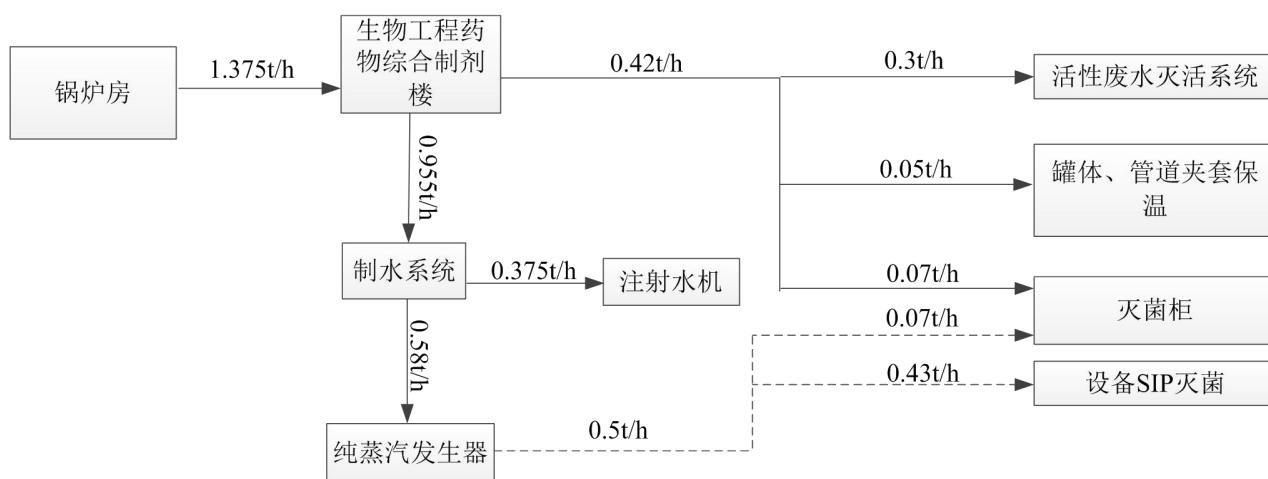 锅炉房
1.375t/h
生物工程药
物综合制剂
楼
0.42t/h
0.3t/h
活性废水灭活系统
0.05t/h
罐体、管道夹套保
温
0.955t/h
制水系统
0.375t/h
注射水机
0.07t/h
灭菌柜
0.07t/h
0.58t/h
0.43t/h
设备SIP灭菌
纯蒸汽发生器
0.5t/h